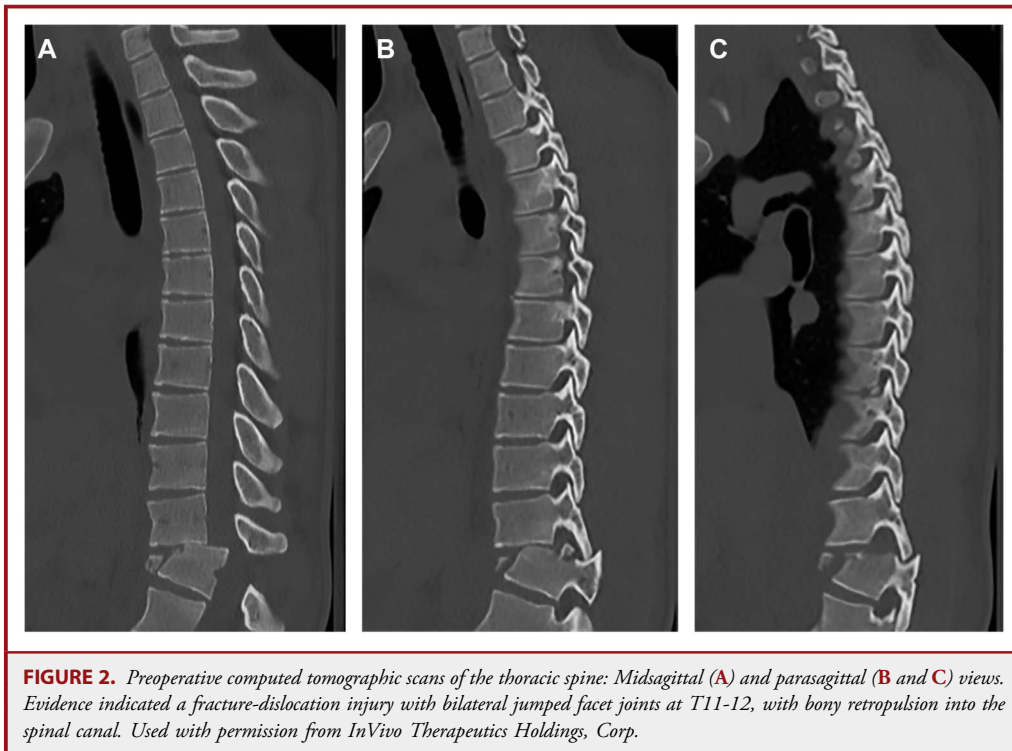 A
B
C
FIGURE 2. Preoperative computed tomographic scans of the thoracic spine: Midsagittal (A) and parasagittal (B and C) views.
Evidence indicated a fracture-dislocation injury with bilateral jumped facet joints at T11-12, with bony retropulsion into the
spinal canal. Used with permission from InVivo Therapeutics Holdings, Corp.